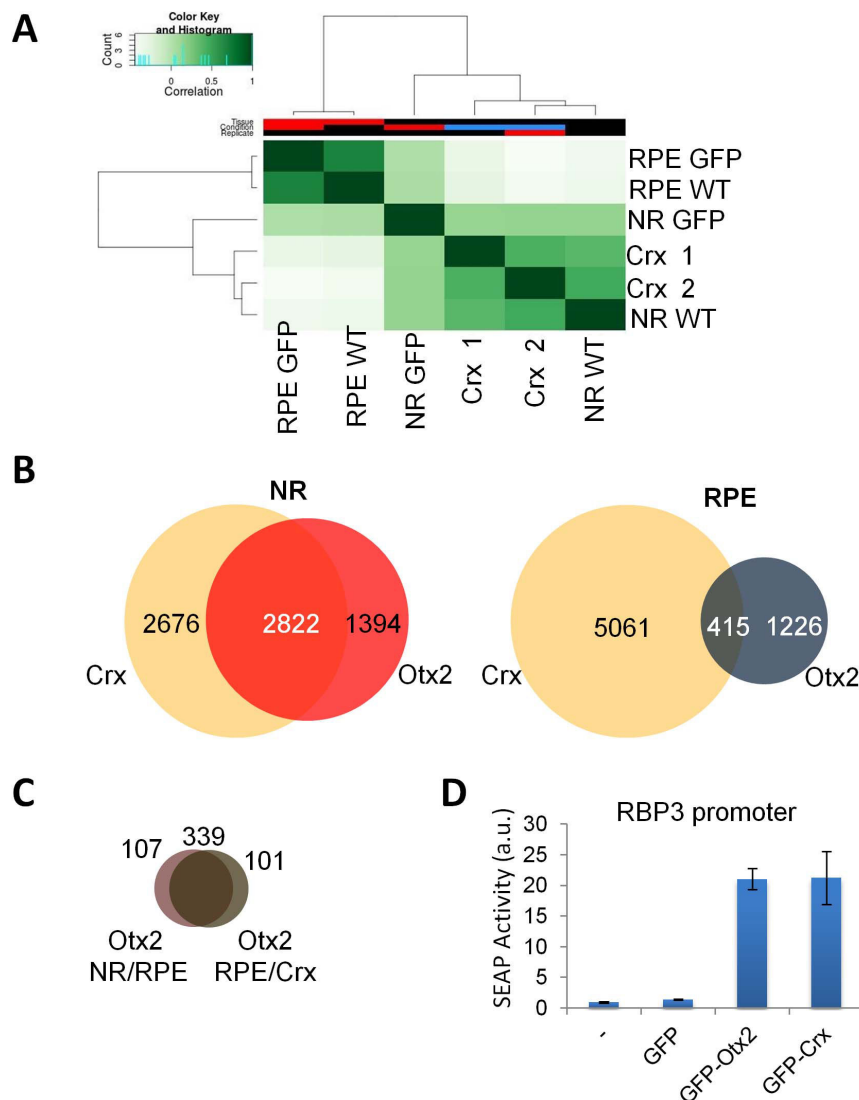 A
Color Key
and Histogram
Count
0 3 6
0 0.5 1
Correlation
Tissue
Condition
Replicate
RPE GFP
RPE WT
NR GFP
Crx 1
Crx 2
NR WT
RPE GFP
RPE WT
NR GFP
Crx 1
Crx 2
NR WT
B
NR
2676 2822 1394
Crx Otx2
RPE
5061 415 1226
Crx Otx2
C
107 339 101
Otx2 Otx2
NR/RPE RPE/Crx
D
RBP3 promoter
SEAP Activity (a.u.)
30
25
20
15
10
5
0
- GFP GFP-Otx2 GFP-Crx